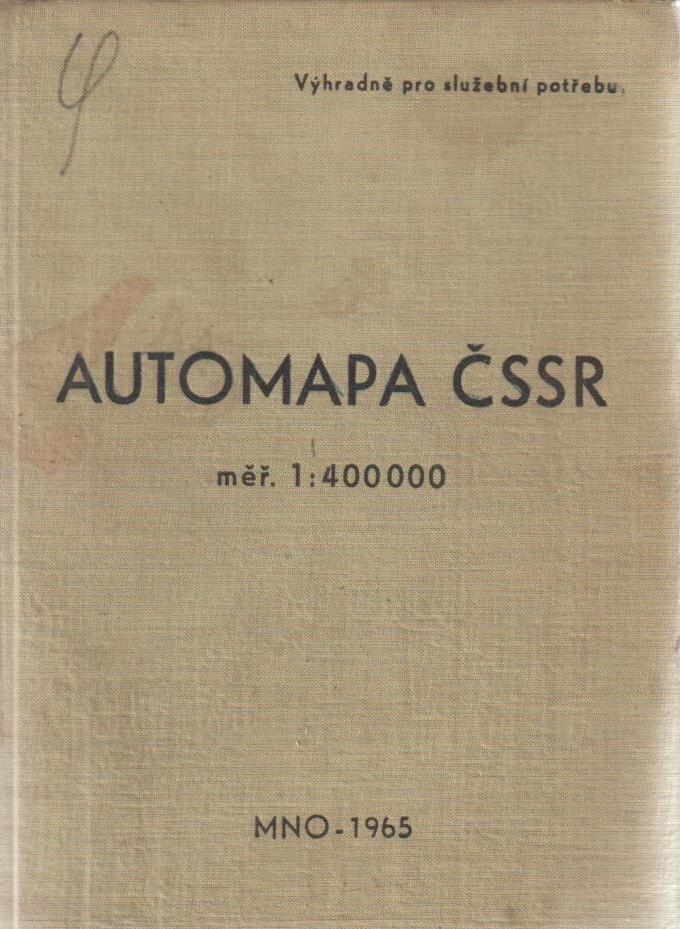 Výhradně pro služební potřebu.
AUTOMAPA ČSSR
měř. 1:400000
MNO-1965